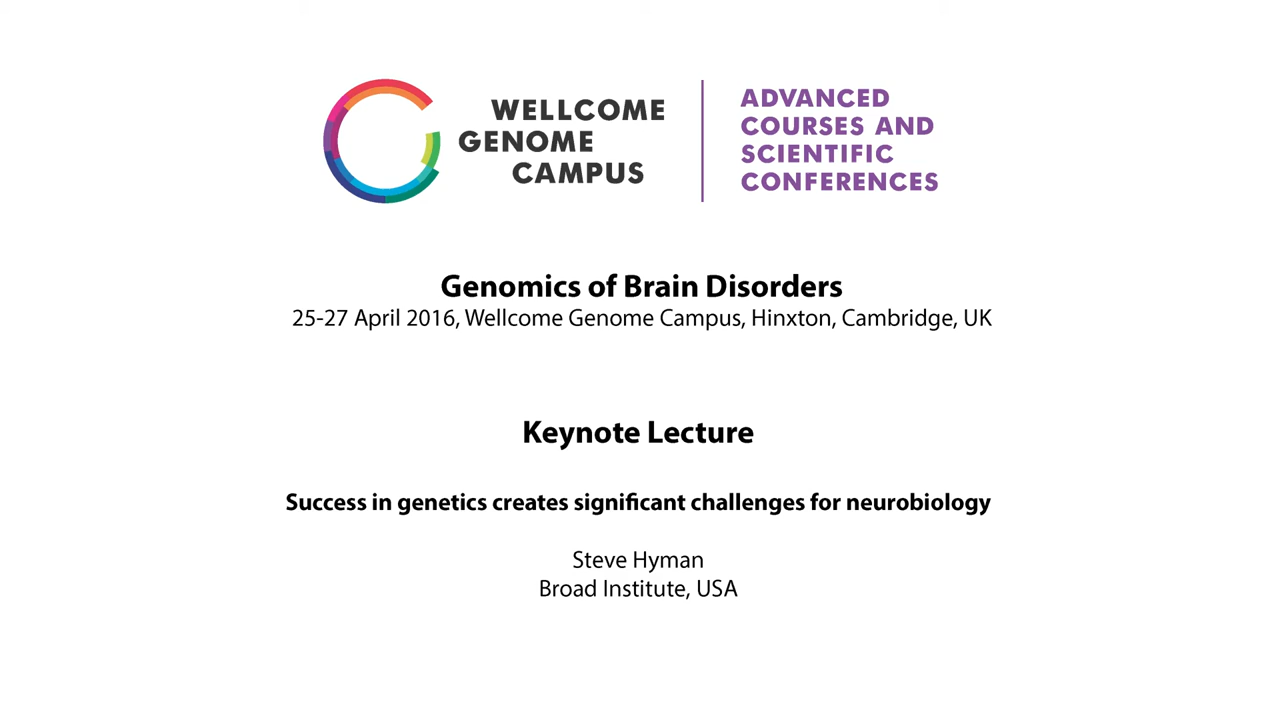 WELLCOME
GENOME
CAMPUS
ADVANCED
COURSES AND
SCIENTIFIC
CONFERENCES
Genomics of Brain Disorders
25-27 April 2016, Wellcome Genome Campus, Hinxton, Cambridge, UK
Keynote Lecture
Success in genetics creates significant challenges for neurobiology
Steve Hyman
Broad Institute, USA